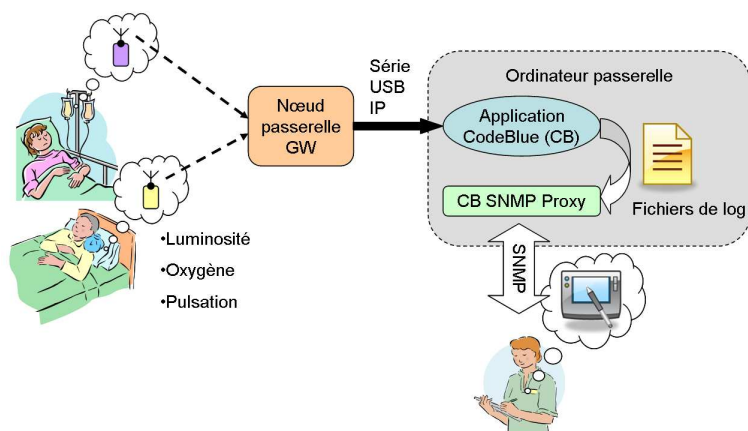 Nœud
passerelle
GW
Série
USB
IP
Ordinateur passerelle
Application
CodeBlue (CB)
CB SNMP Proxy
Fichiers de log
•Luminosité
•Oxygène
•Pulsation
SNMP